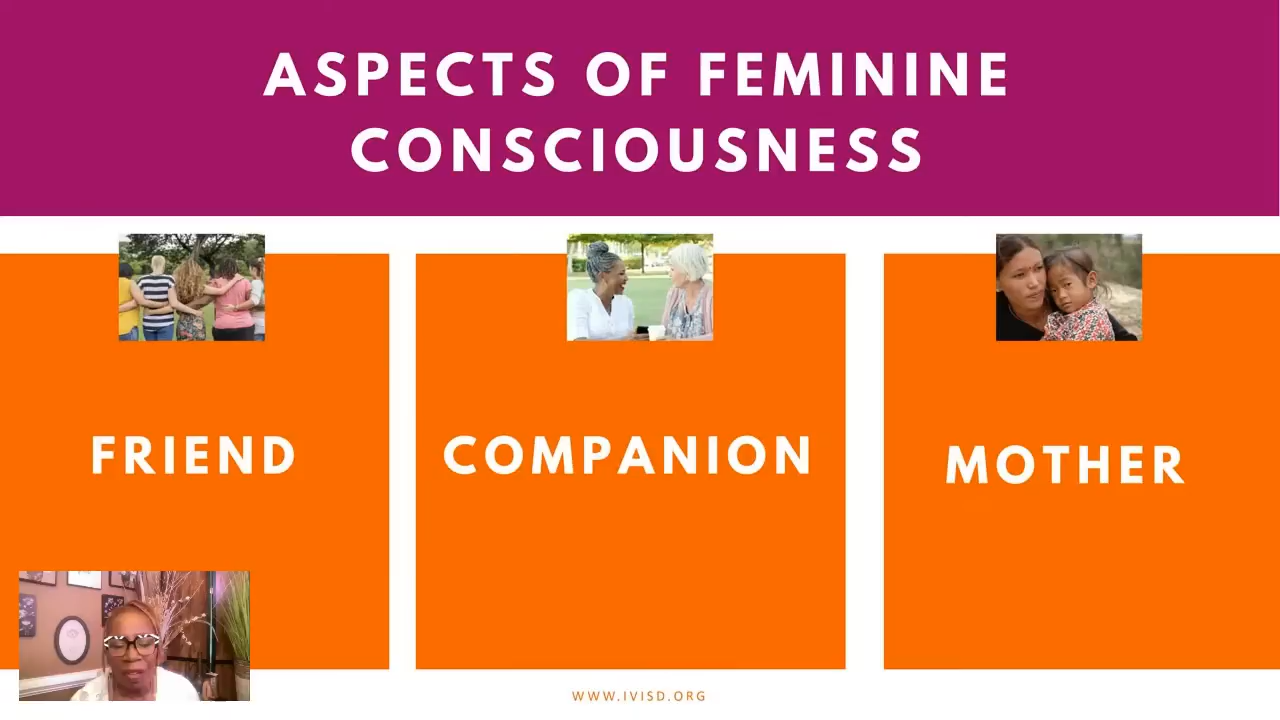 ASPECTS OF FEMININE
CONSCIOUSNESS
FRIEND
COMPANION
MOTHER
WWW.IVISD.ORG